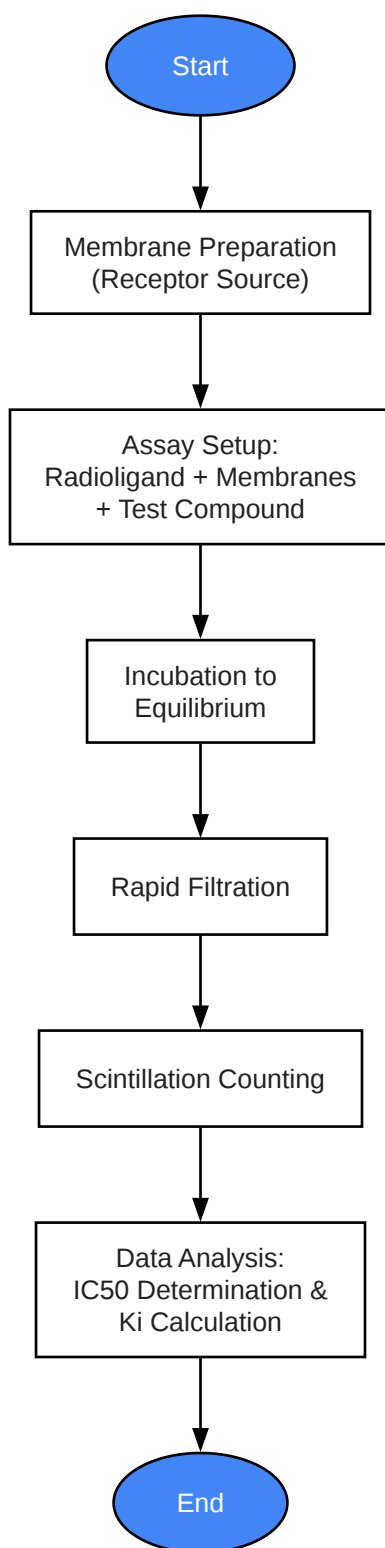 Start
Membrane Preparation
(Receptor Source)
Assay Setup:
Radioligand + Membranes
+ Test Compound
Incubation to
Equilibrium
Rapid Filtration
Scintillation Counting
Data Analysis:
IC50 Determination &
Ki Calculation
End